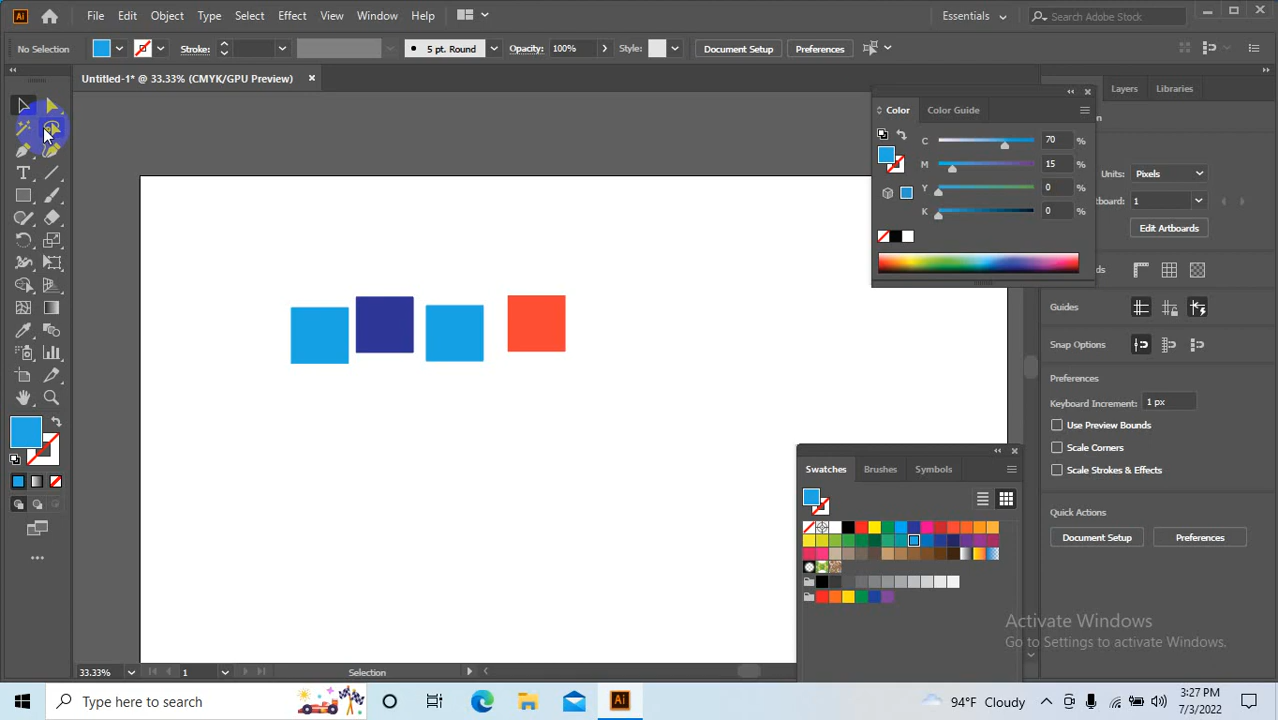 Ai File Edit Object Type Select Effect View Window Help Essentials Search Adobe Stock
No Selection Stroke: 5 pt. Round Opacity: 100% Style: Document Setup Preferences
Untitled-1* @ 33.33% (CMYK/GPU Preview)
Color Color Guide
Layers Libraries
C 70 %
M 15 %
Y 0 %
K 0 %
Units: Pixels
1
Edit Artboards
Guides
Snap Options
Preferences
Keyboard Increment: 1 px
Use Preview Bounds
Scale Corners
Scale Strokes & Effects
Quick Actions
Document Setup Preferences
Swatches Brushes Symbols
Activate Windows
Go to Settings to activate Windows.
33.33% 1 Selection
Type here to search
Ai
94°F Cloudy
3:27 PM
7/3/2022